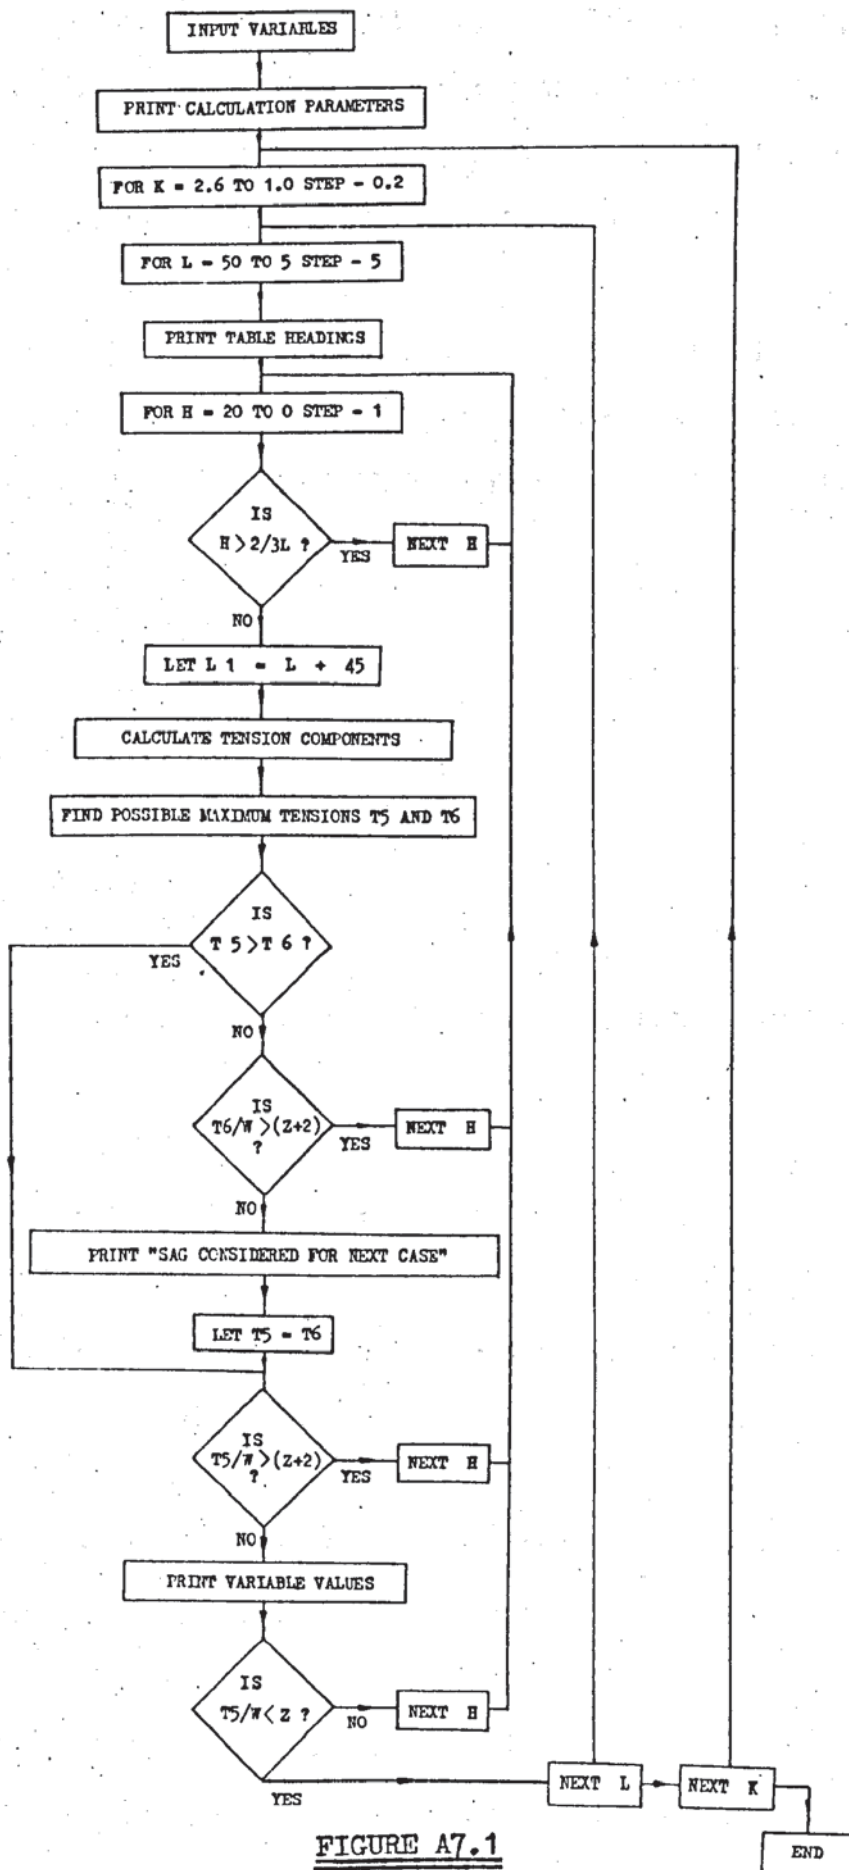 INPUT VARIABLES
PRINT CALCULATION PARAMETERS
FOR K = 2.6 TO 1.0 STEP - 0.2
FOR L = 50 TO 5 STEP - 5
PRINT TABLE HEADINGS
FOR H = 20 TO 0 STEP - 1
IS
H > 2/3L ?
YES
NEXT H
NO
LET L 1 = L + 45
CALCULATE TENSION COMPONENTS
FIND POSSIBLE MAXIMUM TENSIONS T5 AND T6
IS
T 5 > T 6 ?
YES
NO
IS
T6/W > (Z+2)
?
YES
NEXT H
NO
PRINT "SAG CONSIDERED FOR NEXT CASE"
LET T5 = T6
IS
T5/W > (Z+2)
?
YES
NEXT H
NO
PRINT VARIABLE VALUES
IS
T5/W < Z ?
NO
NEXT H
YES
NEXT L
NEXT K
END
FIGURE A7.1